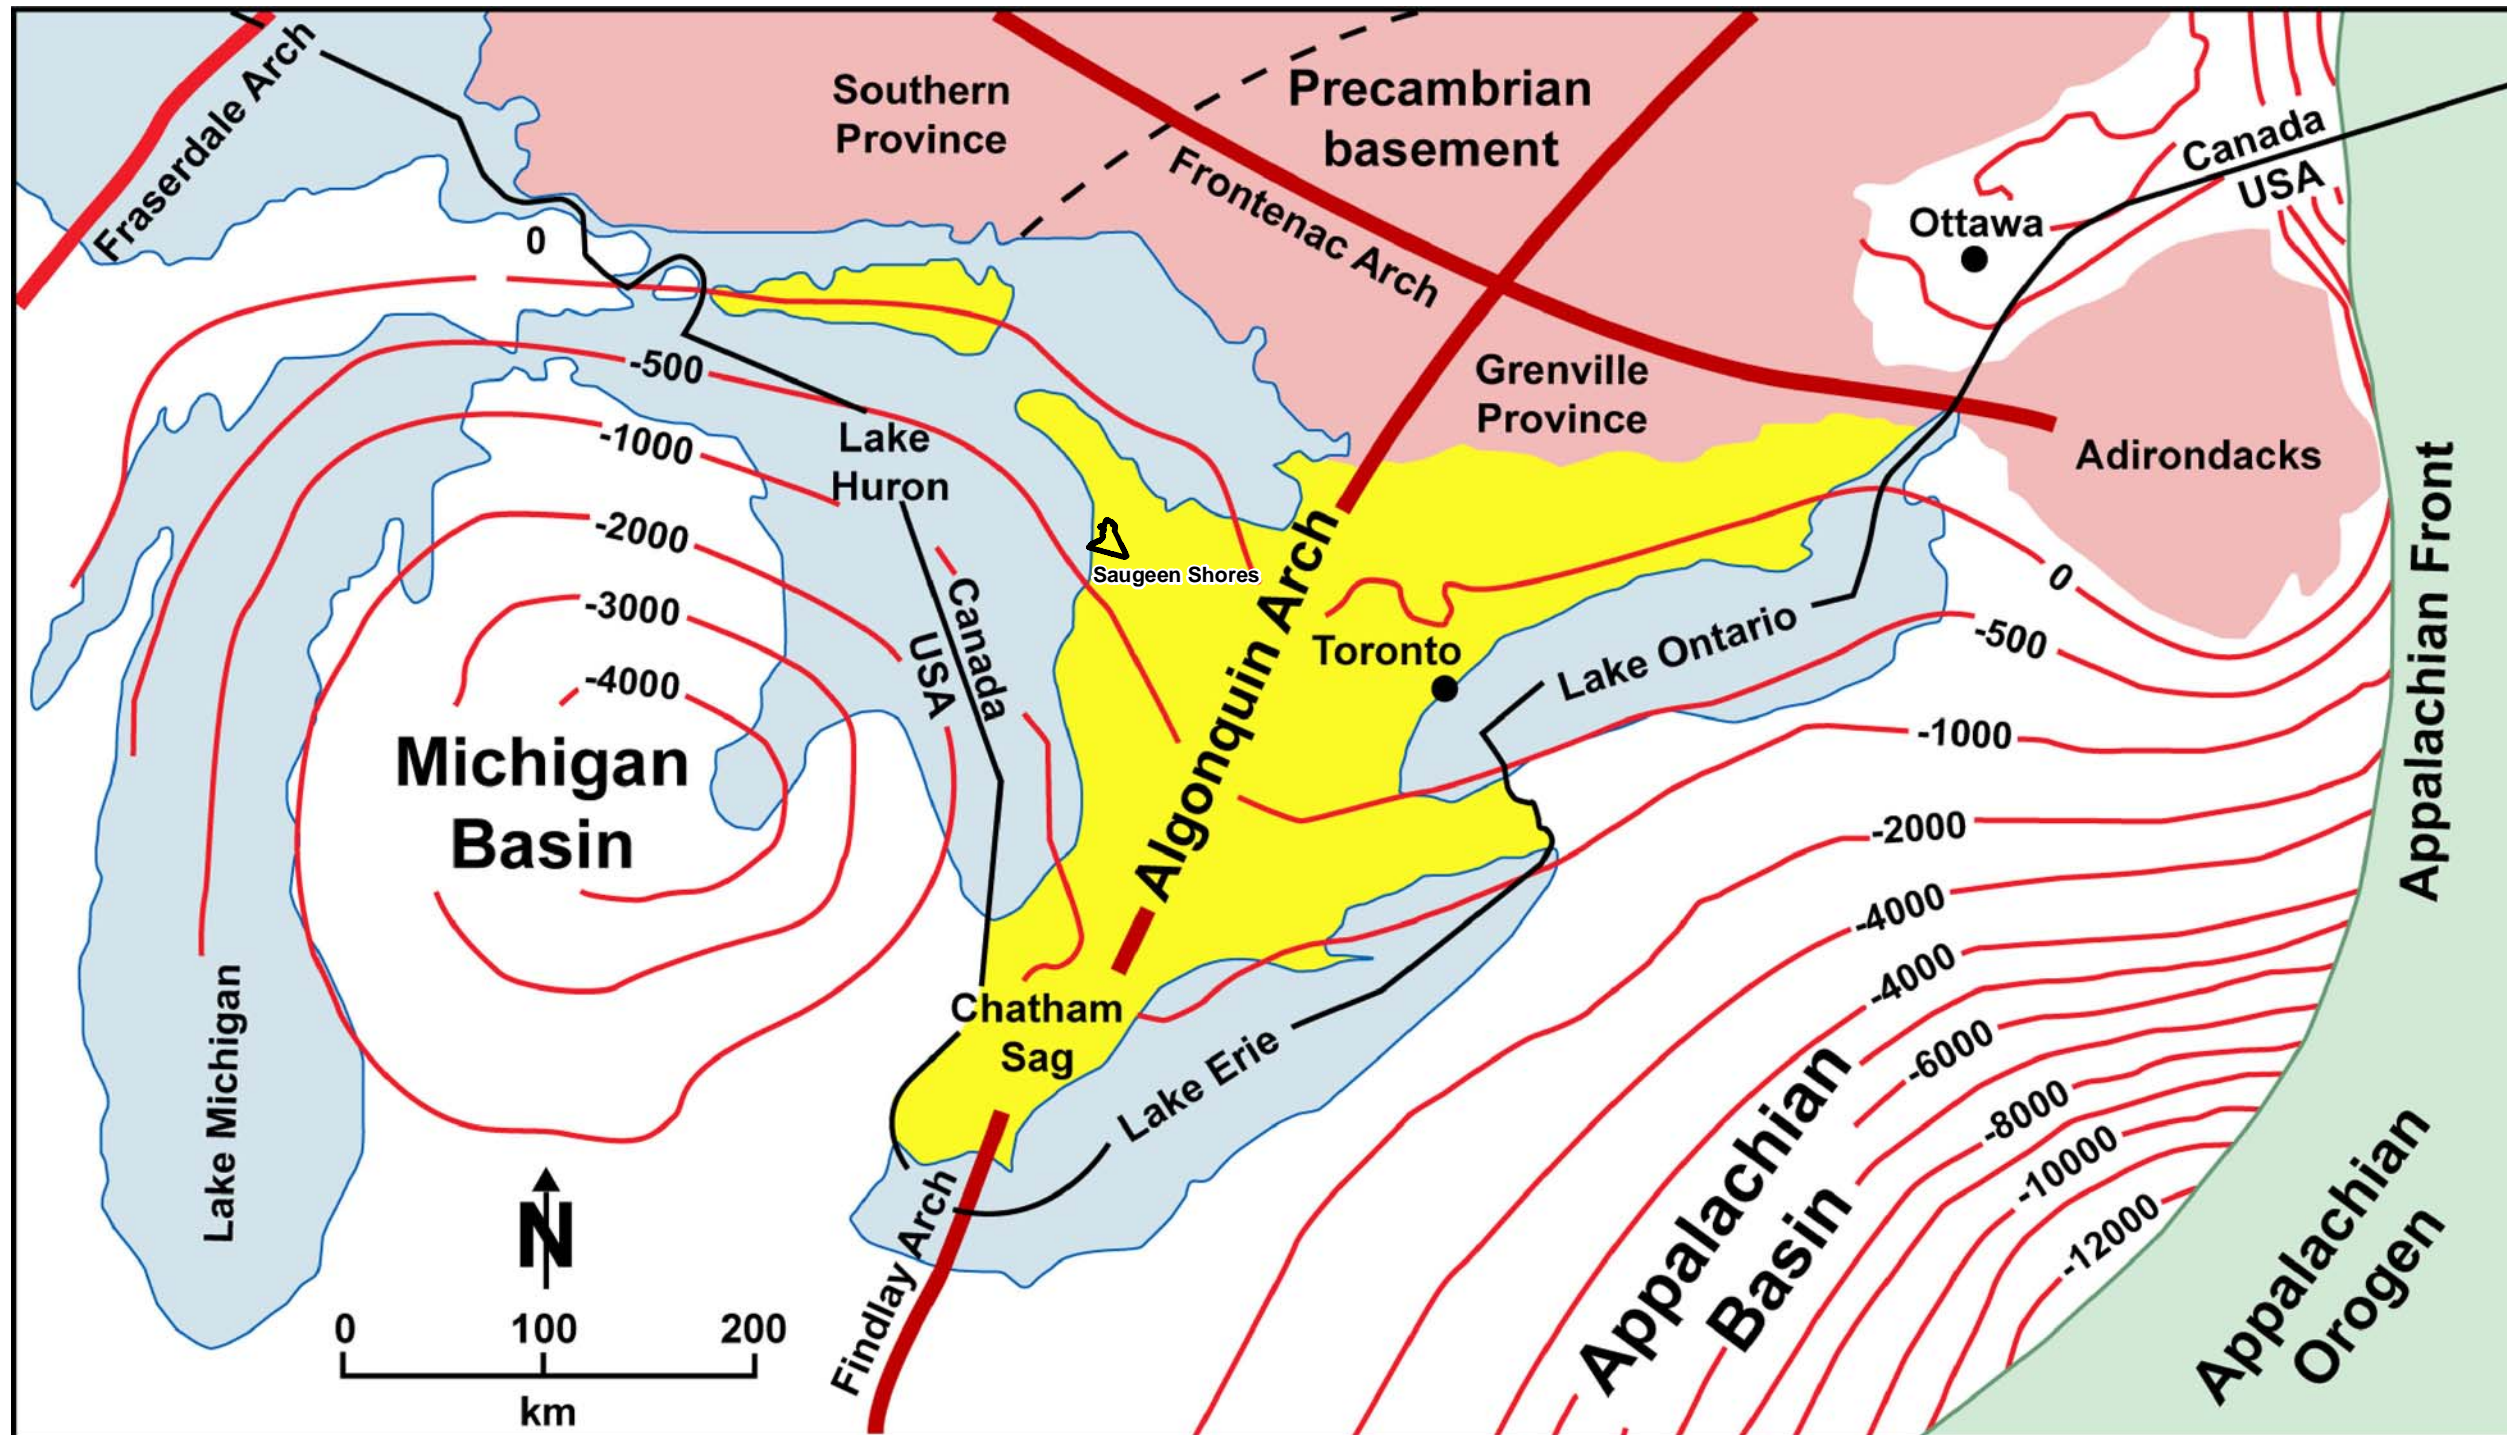 Fraserdale Arch
Southern
Province
Precambrian
basement
Frontenac Arch
Canada
USA
Ottawa
0
-500
-1000
-2000
-3000
-4000
Lake
Huron
Grenville
Province
Adirondacks
Saugeen Shores
Canada
USA
Toronto
Algonquin Arch
Lake Ontario
0
-500
-1000
-2000
-4000
-4000
-6000
-8000
-10000
-12000
Appalachian Front
Michigan
Basin
Lake Michigan
Chatham
Sag
Lake Erie
Findlay Arch
Appalachian
Basin
Appalachian
Orogen
N
0 100 200
km